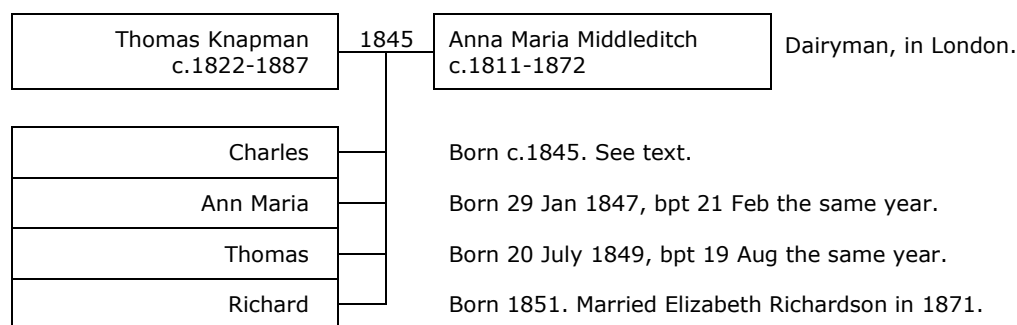 Thomas Knapman 1845 Anna Maria Middleditch Dairyman, in London.
c.1822-1887 c.1811-1872
Charles Born c.1845. See text.
Ann Maria Born 29 Jan 1847, bpt 21 Feb the same year.
Thomas Born 20 July 1849, bpt 19 Aug the same year.
Richard Born 1851. Married Elizabeth Richardson in 1871.